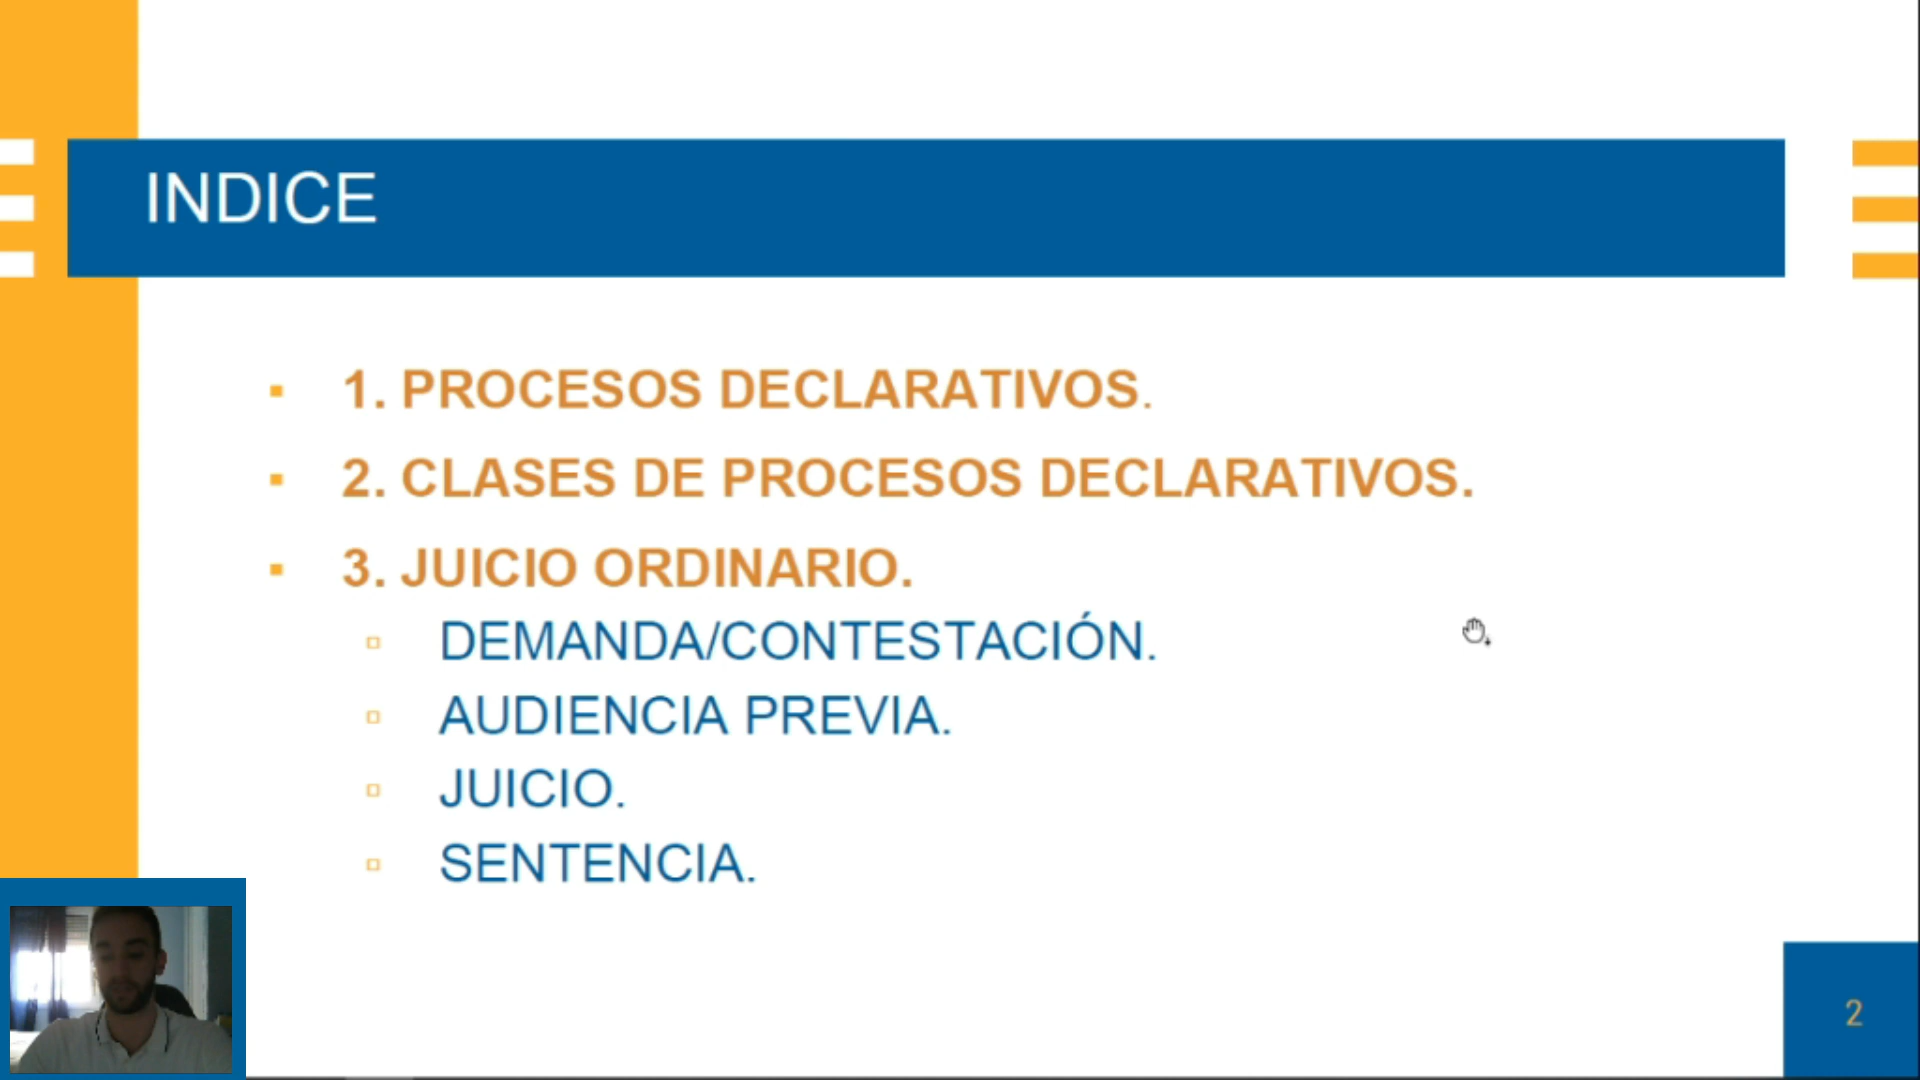 INDICE
1. PROCESOS DECLARATIVOS.
2. CLASES DE PROCESOS DECLARATIVOS.
3. JUICIO ORDINARIO.
DEMANDA/CONTESTACIÓN.
AUDIENCIA PREVIA.
JUICIO.
SENTENCIA.
2